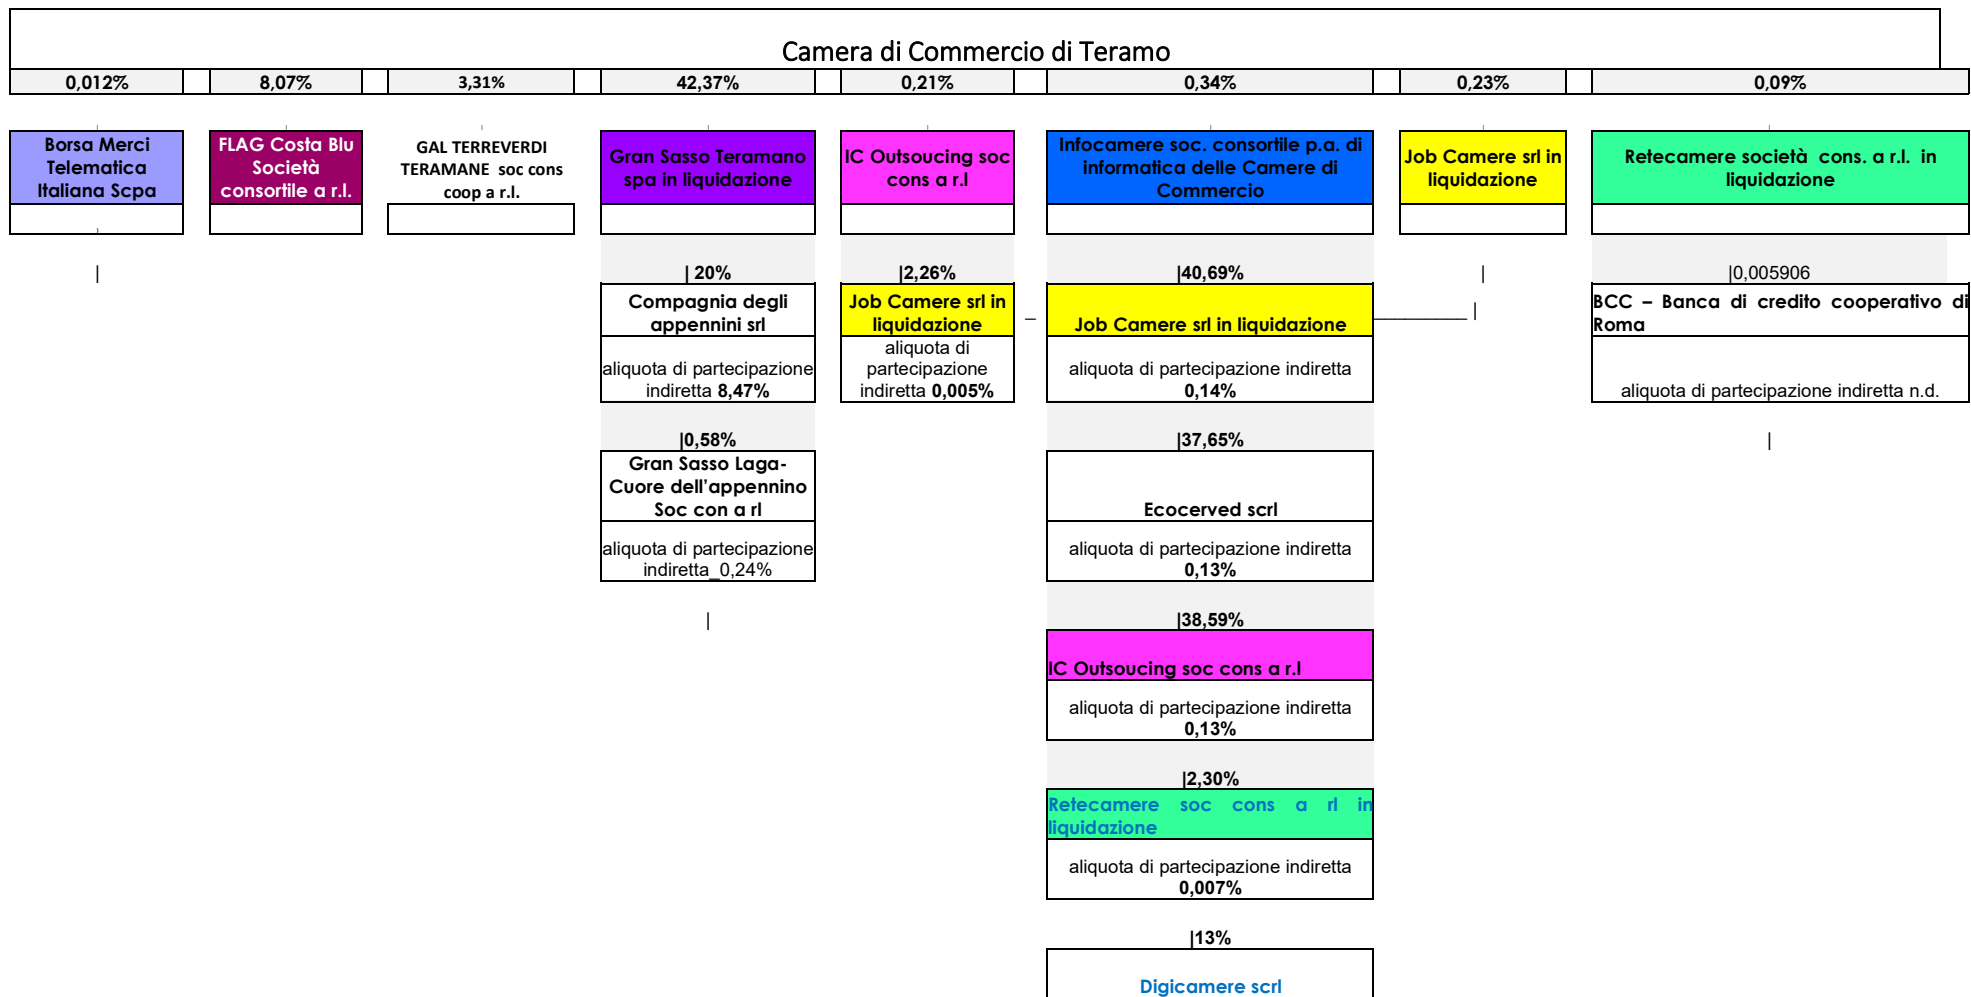 Camera di Commercio di Teramo
0,012%
8,07%
3,31%
42,37%
0,21%
0,34%
0,23%
0,09%
Borsa Merci
Telematica
Italiana Scpa
FLAG Costa Blu
Società
consortile a r.l.
GAL TERREVERDI
TERAMANE soc cons
coop a r.l.
Gran Sasso Teramano
spa in liquidazione
IC Outsoucing soc
cons a r.l
Infocamere soc. consortile p.a. di
informatica delle Camere di
Commercio
Job Camere srl in
liquidazione
Retecamere società cons. a r.l. in
liquidazione
|
| 20%
|2,26%
|40,69%
|
|0,005906
Compagnia degli
appennini srl
aliquota di partecipazione
indiretta 8,47%
Job Camere srl in
liquidazione
aliquota di
partecipazione
indiretta 0,005%
_
Job Camere srl in liquidazione
_________ |
aliquota di partecipazione indiretta
0,14%
BCC – Banca di credito cooperativo di
Roma
aliquota di partecipazione indiretta n.d.
|0,58%
|37,65%
|
Gran Sasso Laga-
Cuore dell’appennino
Soc con a rl
aliquota di partecipazione
indiretta_0,24%
Ecocerved scrl
aliquota di partecipazione indiretta
0,13%
|
|38,59%
IC Outsoucing soc cons a r.l
aliquota di partecipazione indiretta
0,13%
|2,30%
Retecamere soc cons a rl in
liquidazione
aliquota di partecipazione indiretta
0,007%
|13%
Digicamere scrl